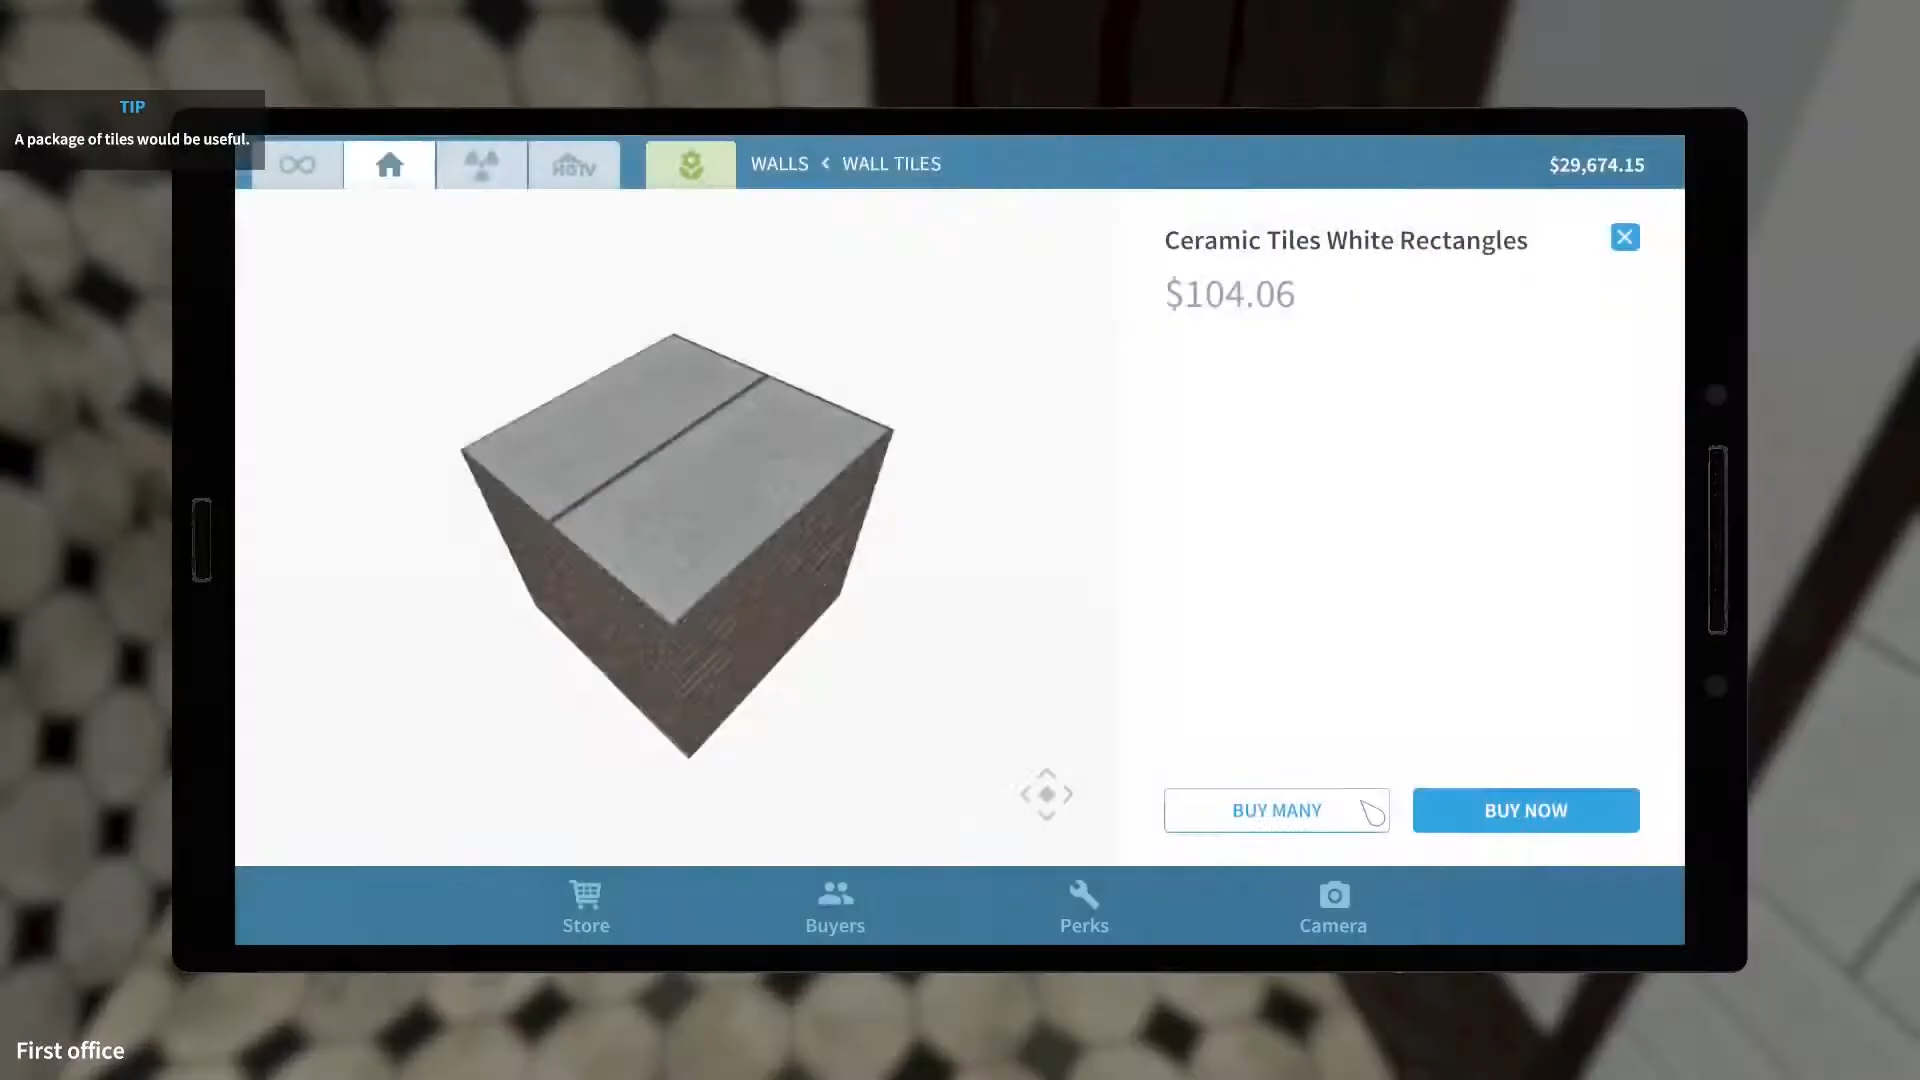 TIP
A package of tiles would be useful.
HGTV
WALLS < WALL TILES
$29,674.15
Ceramic Tiles White Rectangles
$104.06
BUY MANY
BUY NOW
Store
Buyers
Perks
Camera
First office